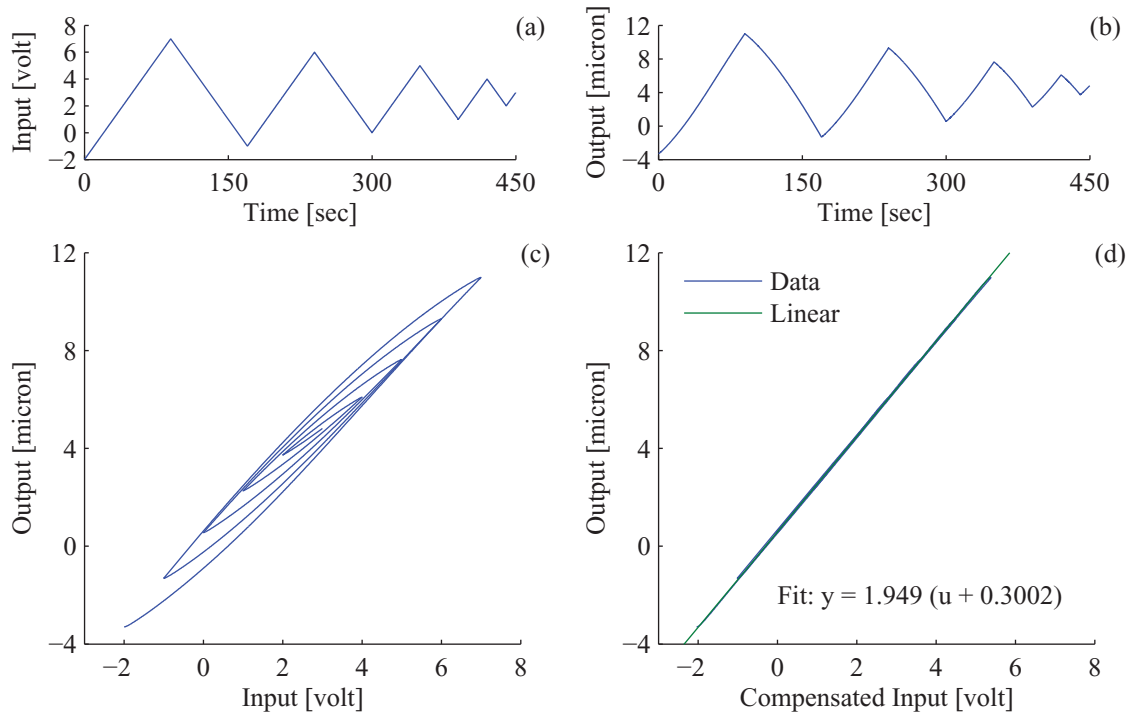 (a)
8
6
4
2
0
−2
Input [volt]
0 150 300 450
Time [sec]
(b)
12
8
4
0
−4
Output [micron]
0 150 300 450
Time [sec]
(c)
12
8
4
0
−4
Output [micron]
−2 0 2 4 6 8
Input [volt]
(d)
12
8
4
0
−4
Output [micron]
Data
Linear
Fit: y = 1.949 (u + 0.3002)
−2 0 2 4 6 8
Compensated Input [volt]